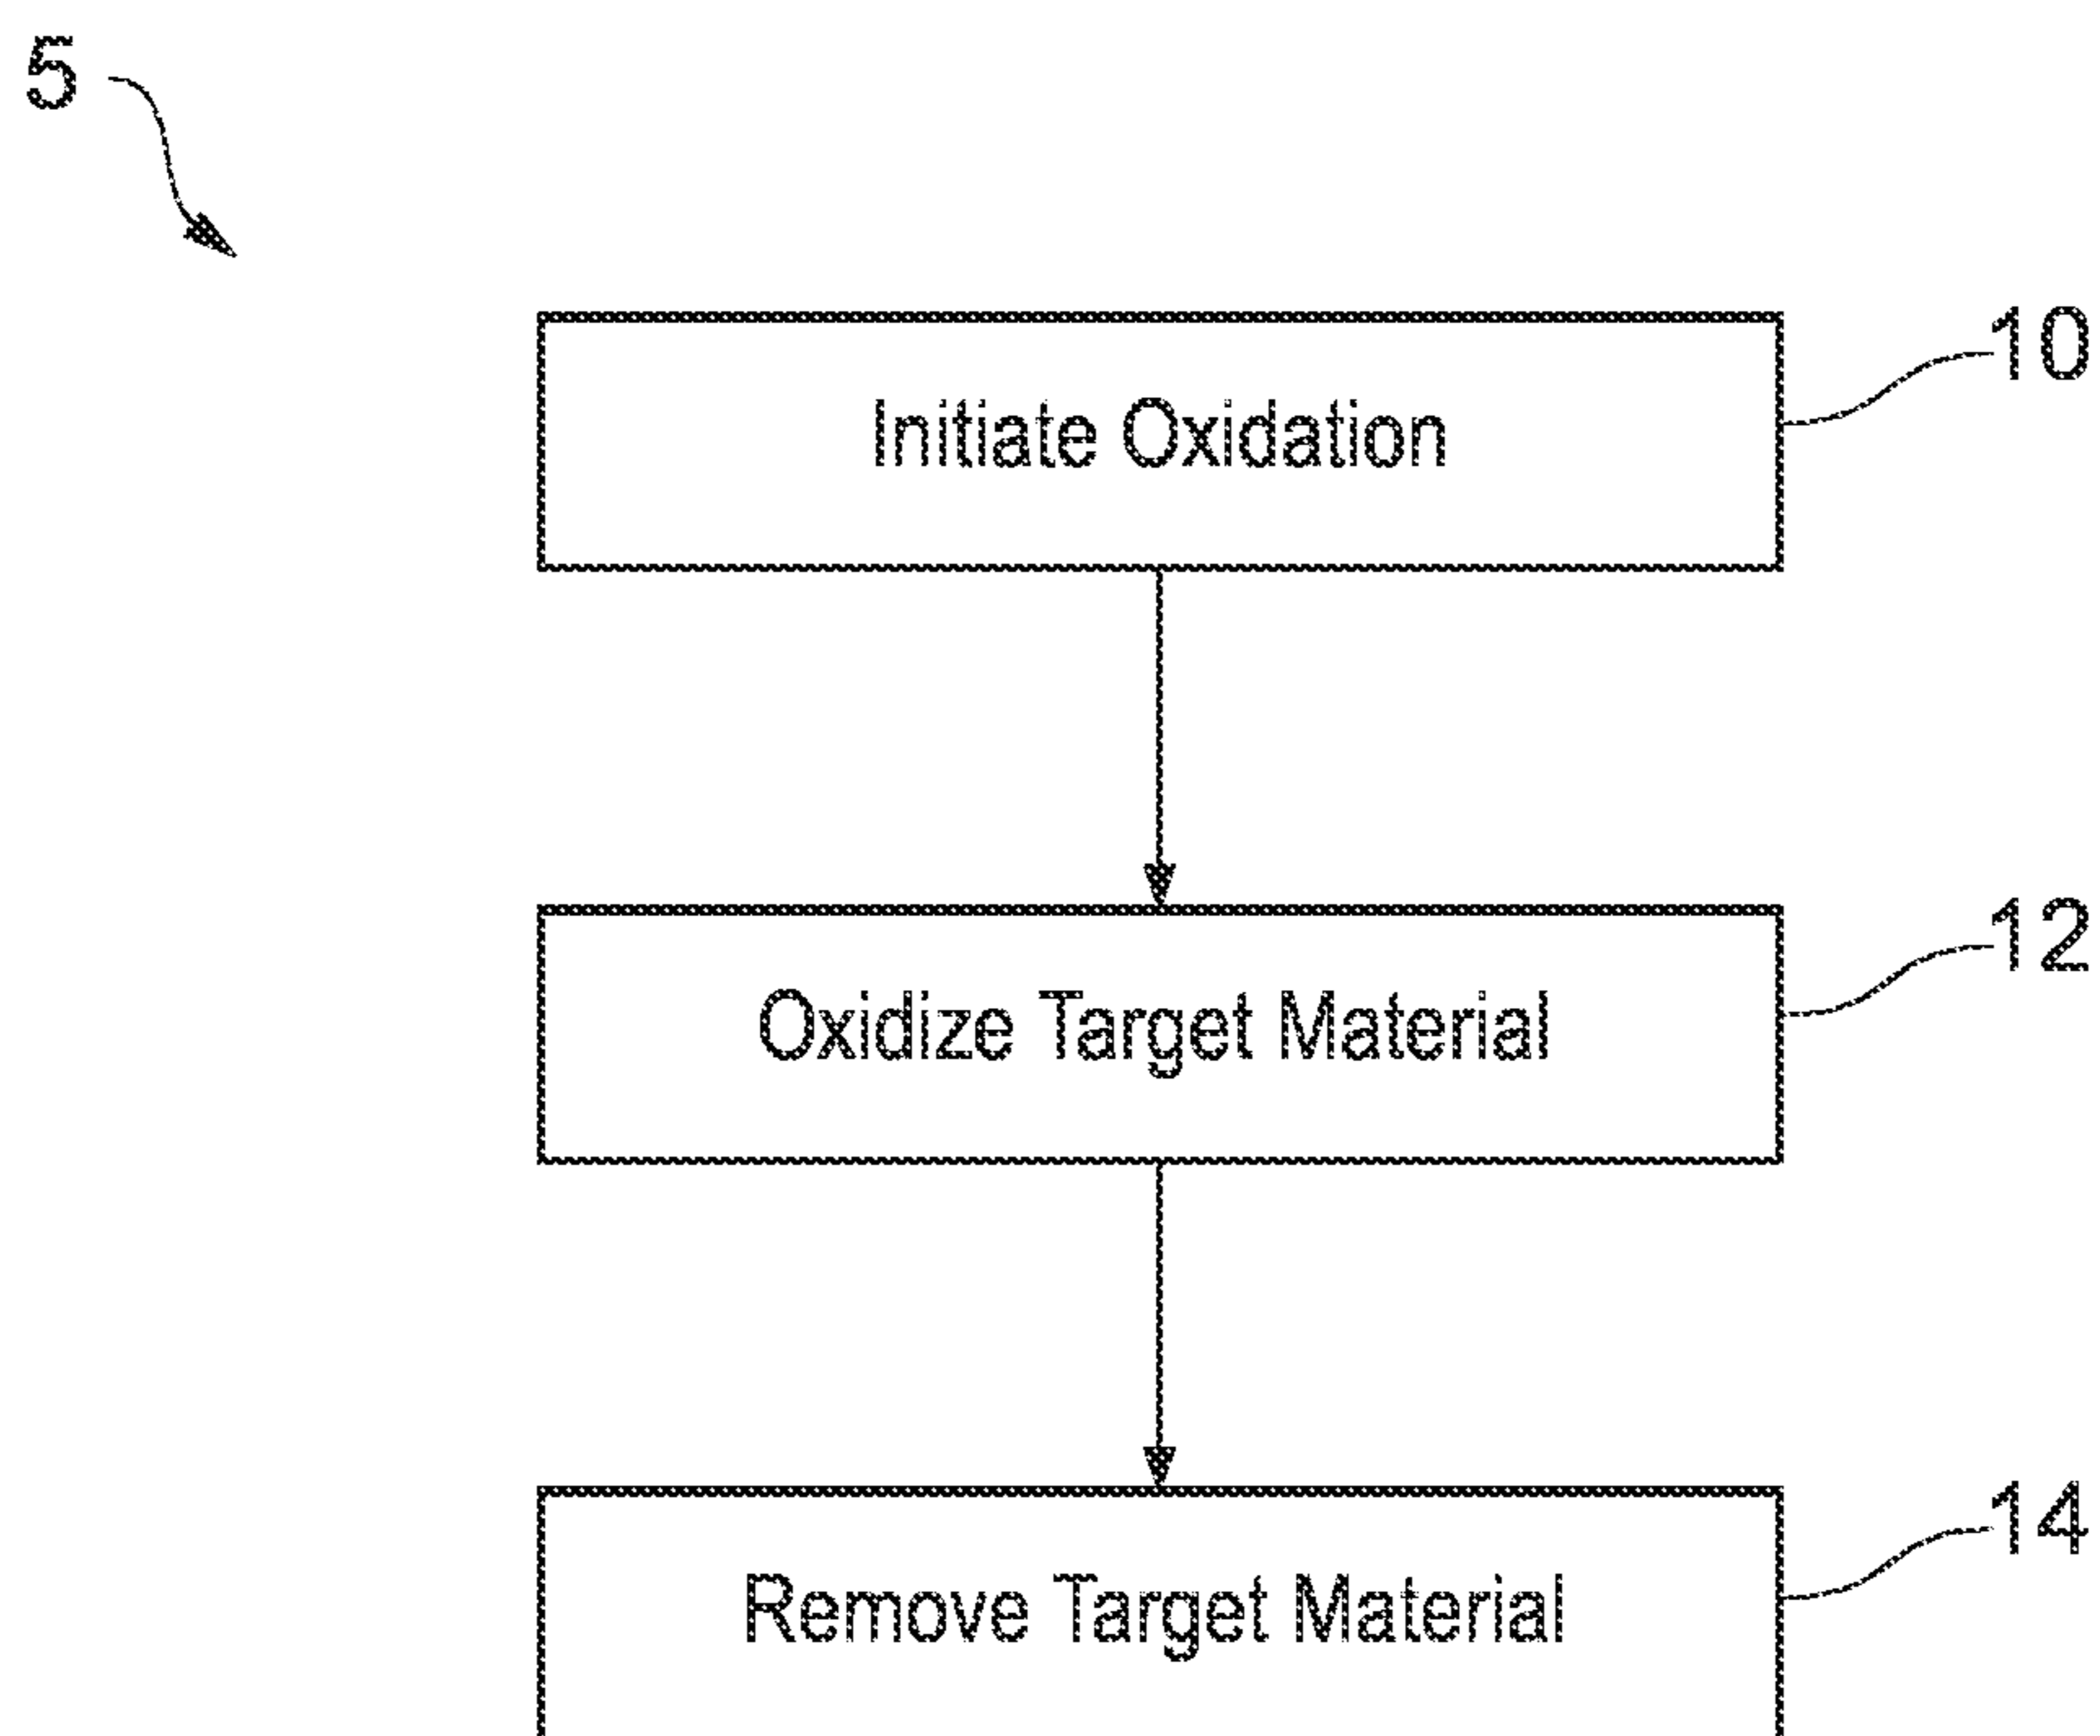 5
Initiate Oxidation
10
Oxidize Target Material
12
Remove Target Material
14